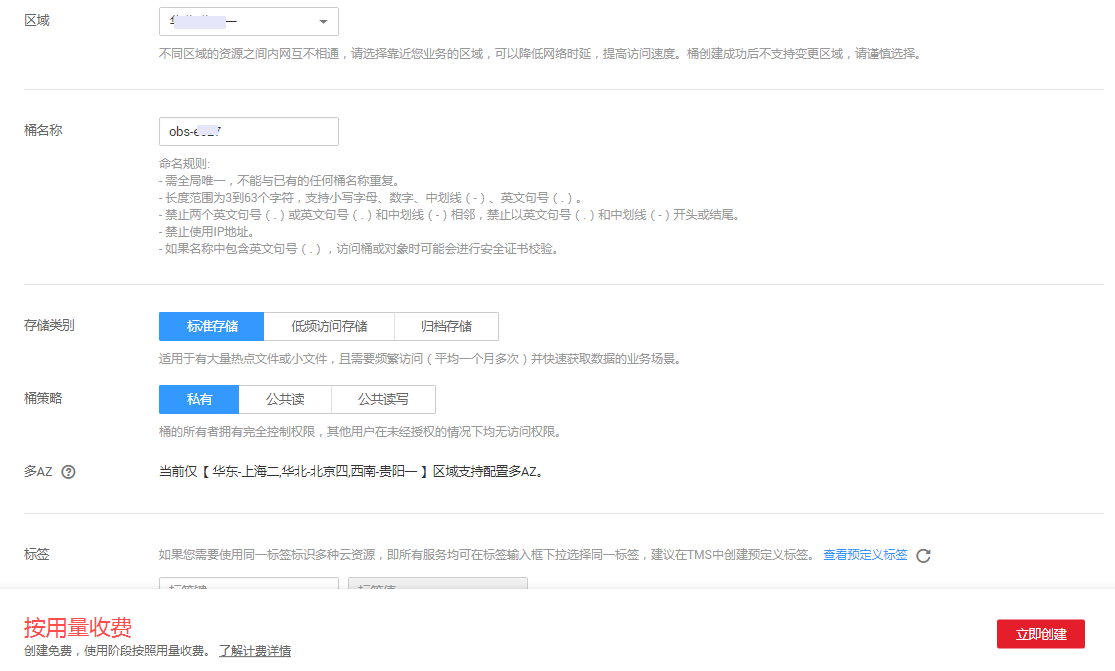 区域
不同区域的资源之间内网互不相通，请选择靠近您业务的区域，可以降低网络时延，提高访问速度。桶创建成功后不支持变更区域，请谨慎选择。
桶名称
命名规则:
- 需全局唯一，不能与已有的任何桶名称重复。
- 长度范围为3到63个字符，支持小写字母、数字、中划线（-）、英文句号（.）。
- 禁止两个英文句号（.）或英文句号（.）和中划线（-）相邻，禁止以英文句号（.）和中划线（-）开头或结尾。
- 禁止使用IP地址。
- 如果名称中包含英文句号（.），访问桶或对象时可能会进行安全证书校验。
存储类别 标准存储 低频访问存储 归档存储
适用于有大量热点文件或小文件，且需要频繁访问（平均一个月多次）并快速获取数据的业务场景。
桶策略 私有 公共读 公共读写
桶的所有者拥有完全控制权限，其他用户在未经授权的情况下均无访问权限。
多AZ ? 当前仅【 华东-上海二,华北-北京四,西南-贵阳一 】区域支持配置多AZ。
标签 如果您需要使用同一标签标识多种云资源，即所有服务均可在标签输入框下拉选择同一标签，建议在TMS中创建预定义标签。 查看预定义标签
按用量收费
创建免费，使用阶段按照用量收费。 了解计费详情
立即创建